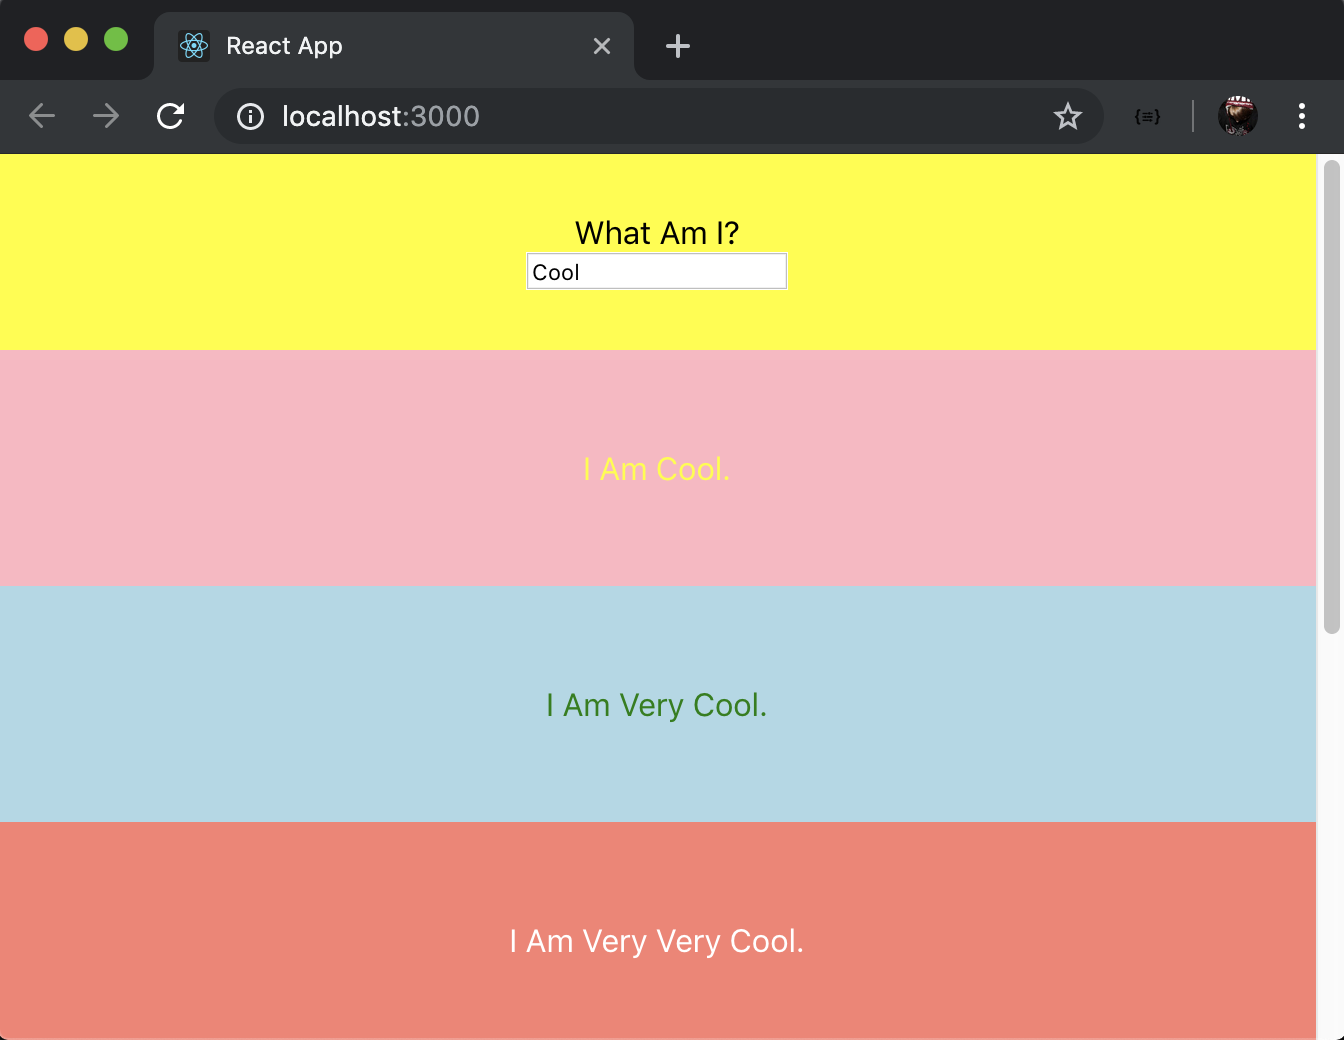 React App
localhost:3000
What Am I?
Cool
I Am Cool.
I Am Very Cool.
I Am Very Very Cool.